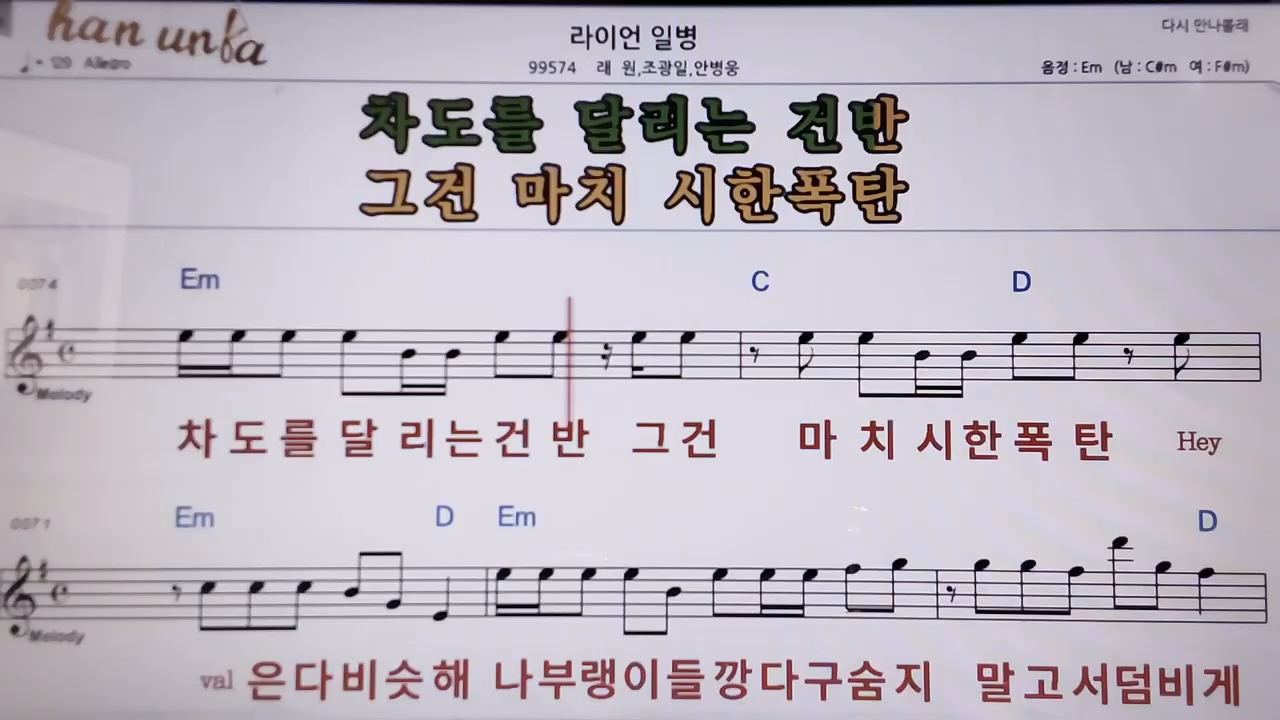 han unfa
라이언 일병
다시 만나볼래
♩= 129 Allegro
99574 래 원,조광일,안병웅
음정 : Em (남 : C#m 여 : F#m)
차도를 달리는 건반
그건 마치 시한폭탄
0074
Em C D
Melody
차 도 를 달 리 는 건 반 그 건 마 치 시 한 폭 탄 Hey
0071
Em D Em D
Melody
val 은 다 비 슷 해 나 부 랭 이 들 깡 다 구 숨 지 말 고 서 덤 비 게